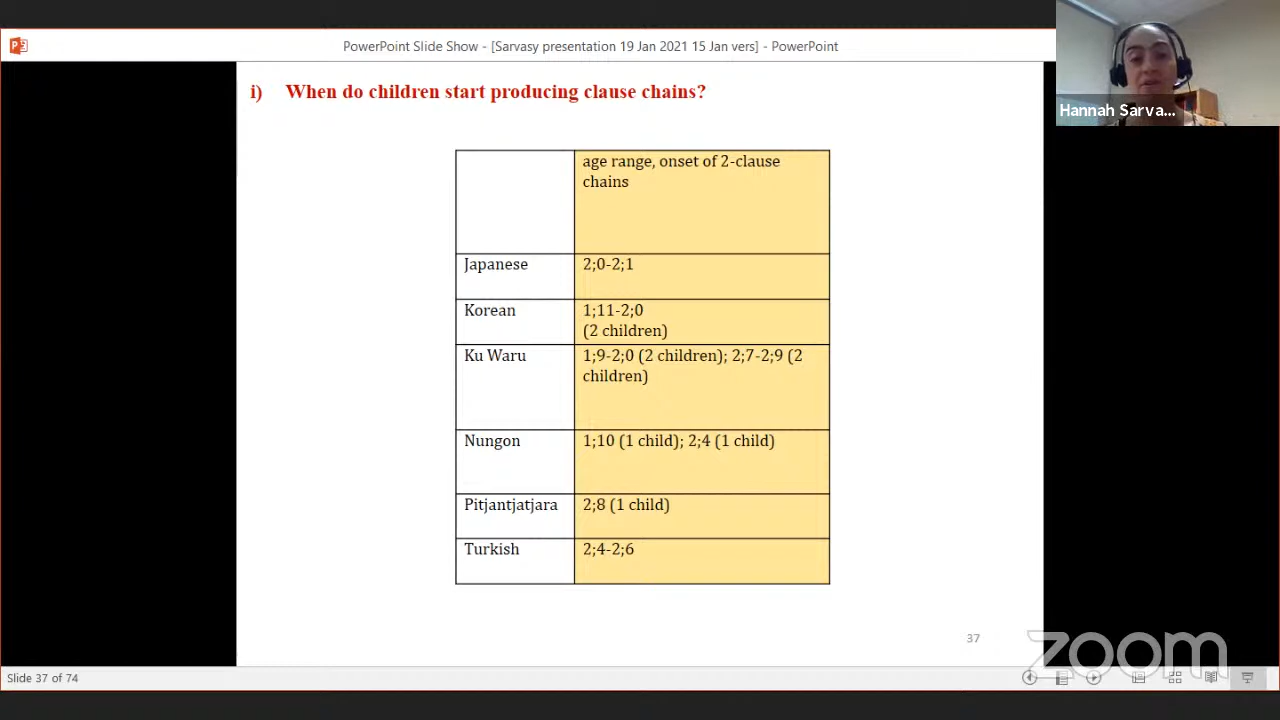 PowerPoint Slide Show - [Sarvasy presentation 19 Jan 2021 15 Jan vers] - PowerPoint
Hannah Sarva...
i) When do children start producing clause chains?
age range, onset of 2-clause
chains
Japanese 2;0-2;1
Korean 1;11-2;0
(2 children)
Ku Waru 1;9-2;0 (2 children); 2;7-2;9 (2
children)
Nungon 1;10 (1 child); 2;4 (1 child)
Pitjantjatjara 2;8 (1 child)
Turkish 2;4-2;6
37
zoom
Slide 37 of 74